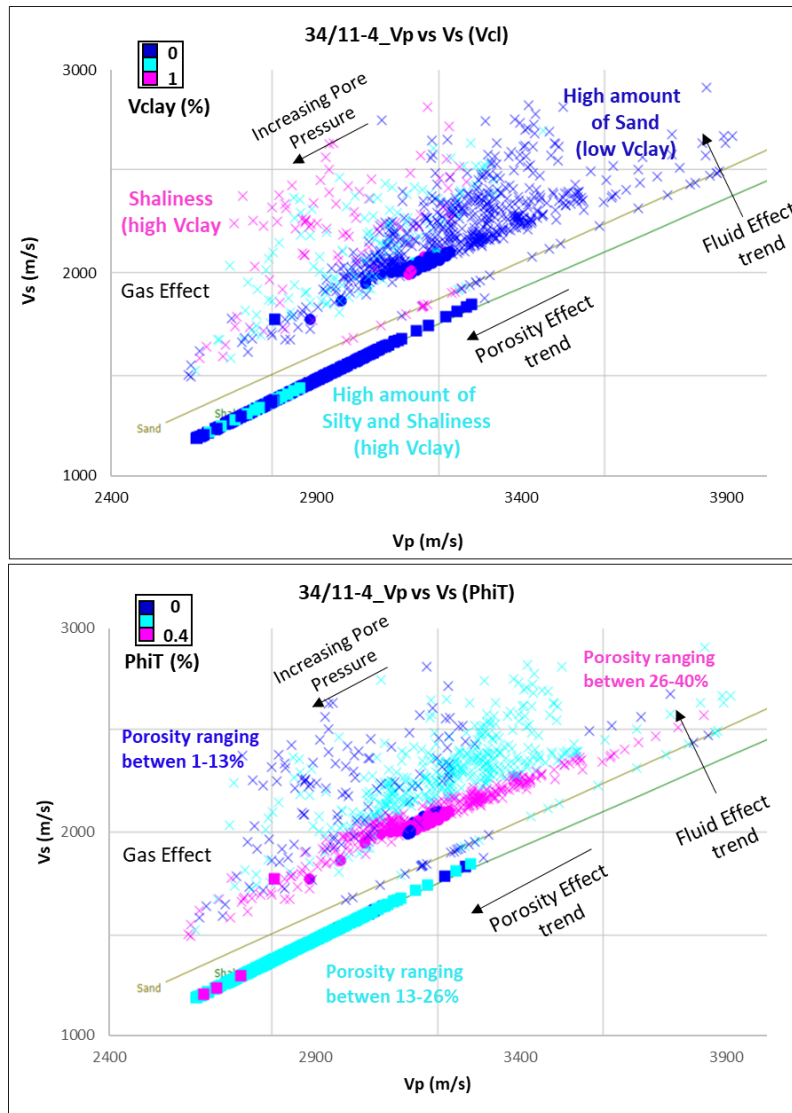 34/11-4_Vp vs Vs (Vcl)
0
1
Vclay (%)
3000
2000
1000
Vs (m/s)
Increasing Pore
Pressure
High amount
of Sand
(low Vclay)
Shaliness
(high Vclay
Fluid Effect
trend
Gas Effect
Porosity Effect
trend
High amount of
Silty and Shaliness
(high Vclay)
Sand
2400
2900
3400
3900
Vp (m/s)
34/11-4_Vp vs Vs (PhiT)
0
0.4
PhiT (%)
3000
2000
1000
Vs (m/s)
Increasing Pore
Pressure
Porosity ranging
betwen 26-40%
Porosity ranging
betwen 1-13%
Fluid Effect
trend
Gas Effect
Porosity Effect
trend
Porosity ranging
betwen 13-26%
Sand
2400
2900
3400
3900
Vp (m/s)